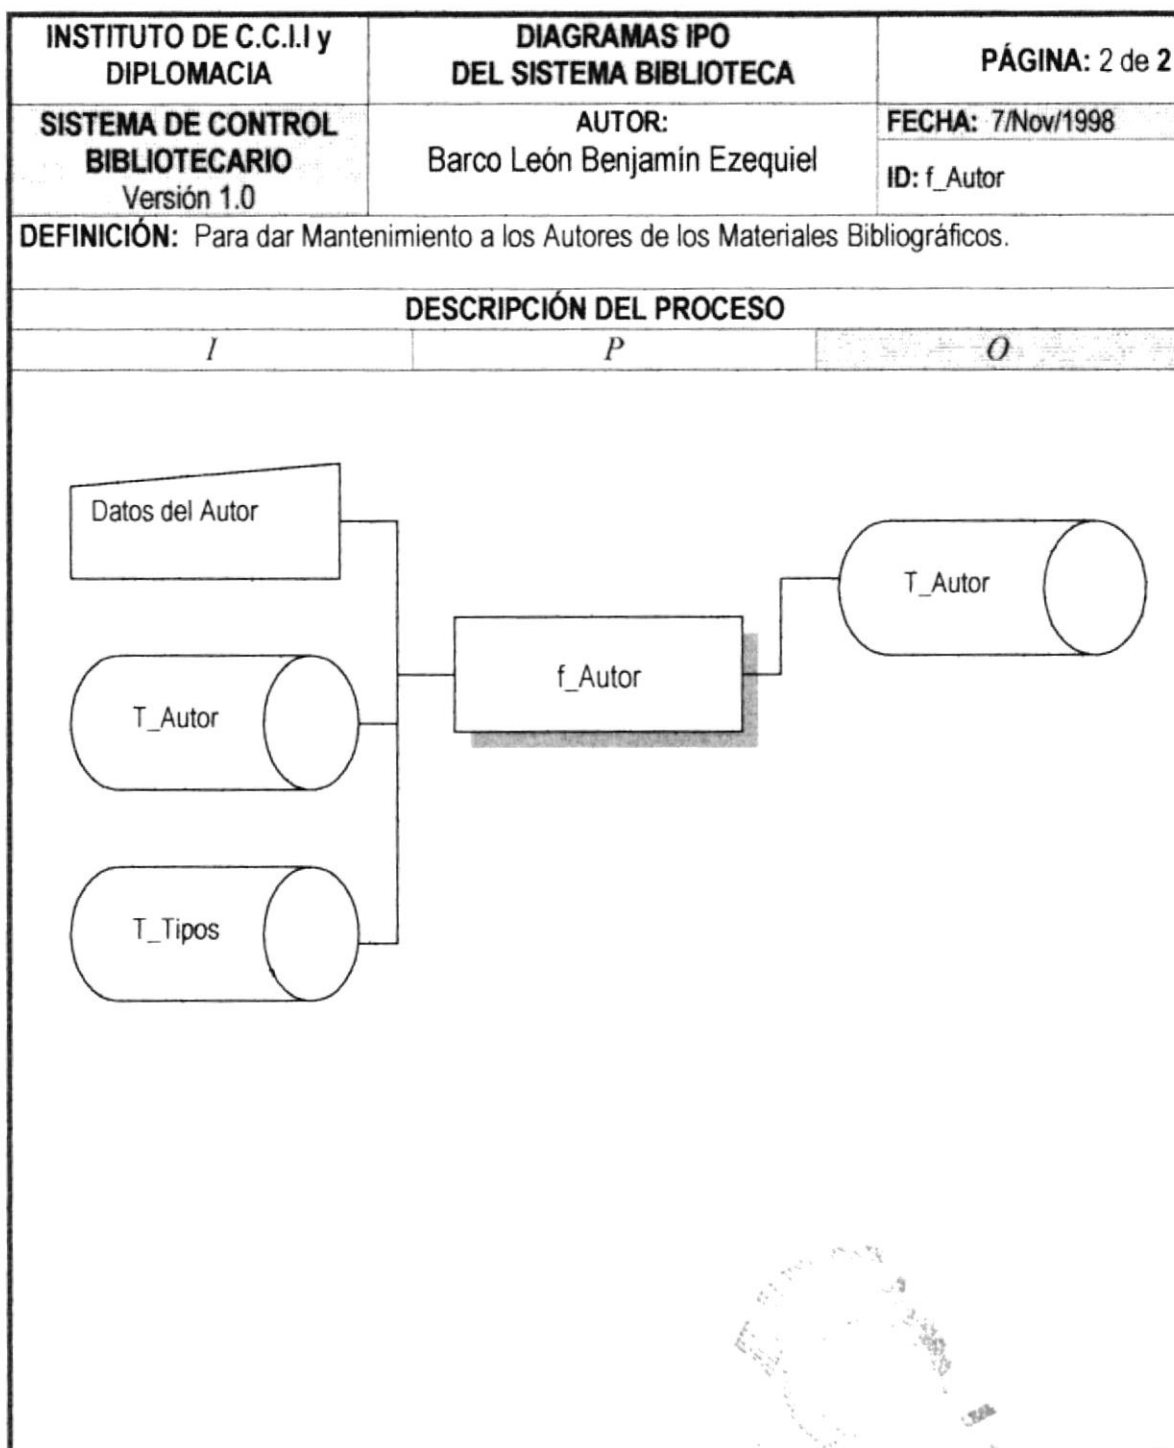 INSTITUTO DE C.C.I.I y
DIPLOMACIA
DIAGRAMAS IPO
DEL SISTEMA BIBLIOTECA
PÁGINA: 2 de 2
SISTEMA DE CONTROL
BIBLIOTECARIO
Versión 1.0
AUTOR:
Barco León Benjamín Ezequiel
FECHA: 7/Nov/1998
ID: f_Autor
DEFINICIÓN: Para dar Mantenimiento a los Autores de los Materiales Bibliográficos.
DESCRIPCIÓN DEL PROCESO
I P O
Datos del Autor
T_Autor
f_Autor
T_Autor
T_Tipos